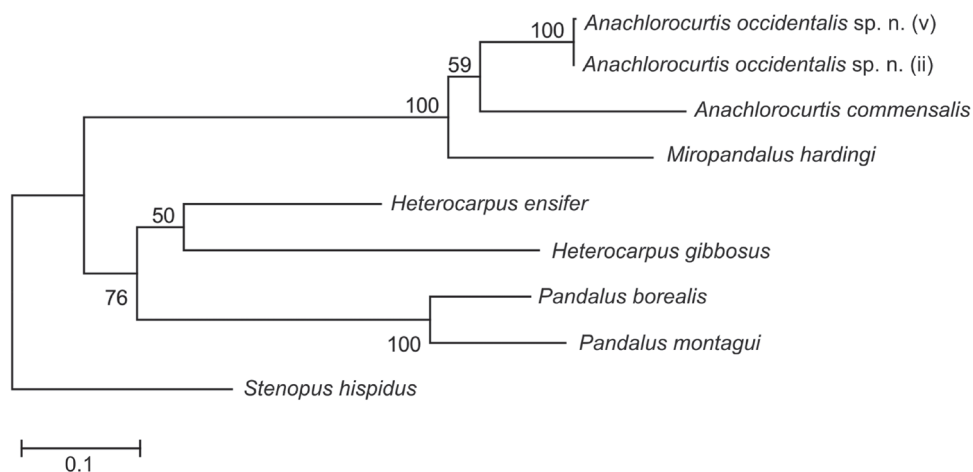 100
Anachlorocurtis occidentalis sp. n. (v)
Anachlorocurtis occidentalis sp. n. (ii)
59
100
Anachlorocurtis commensalis
Miropandalus hardingi
Heterocarpus ensifer
50
Heterocarpus gibbosus
76
Pandalus borealis
100
Pandalus montagui
Stenopus hispidus
0.1